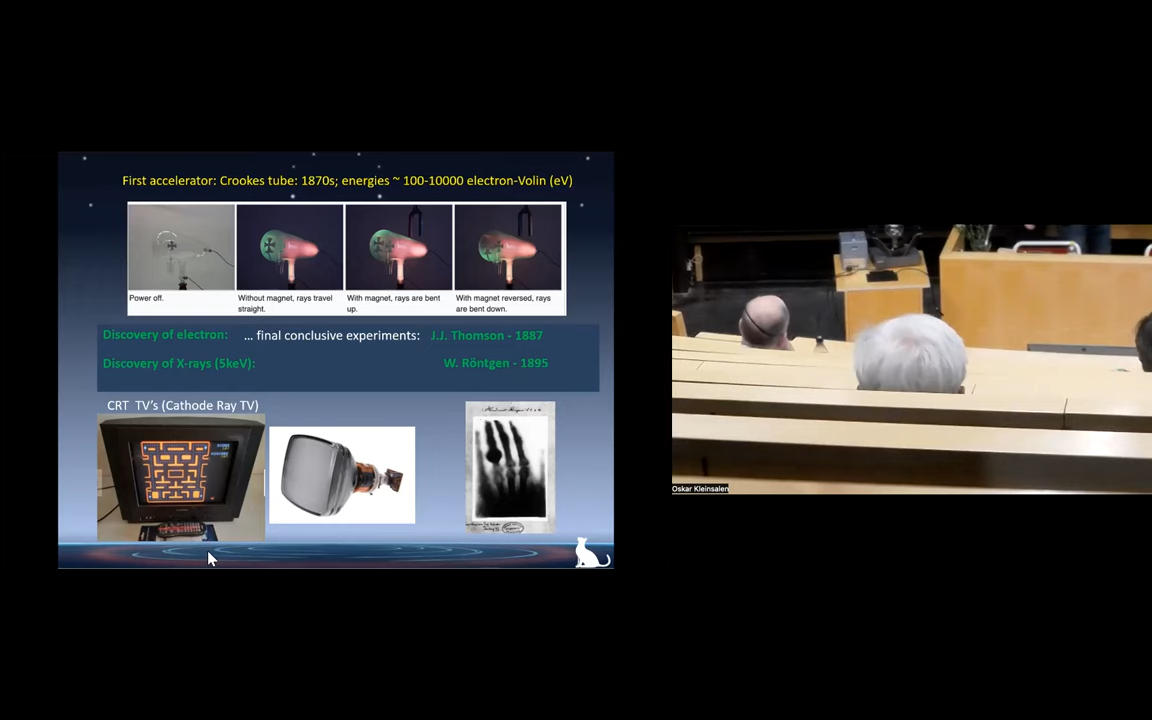 First accelerator: Crookes tube: 1870s; energies ~ 100-10000 electron-Volin (eV)
Power off.
Without magnet, rays travel
straight.
With magnet, rays are bent
up.
With magnet reversed, rays
are bent down.
Discovery of electron: … final conclusive experiments: J.J. Thomson - 1887
Discovery of X-rays (5keV): W. Röntgen - 1895
CRT TV’s (Cathode Ray TV)
Oskar Kleinsalen